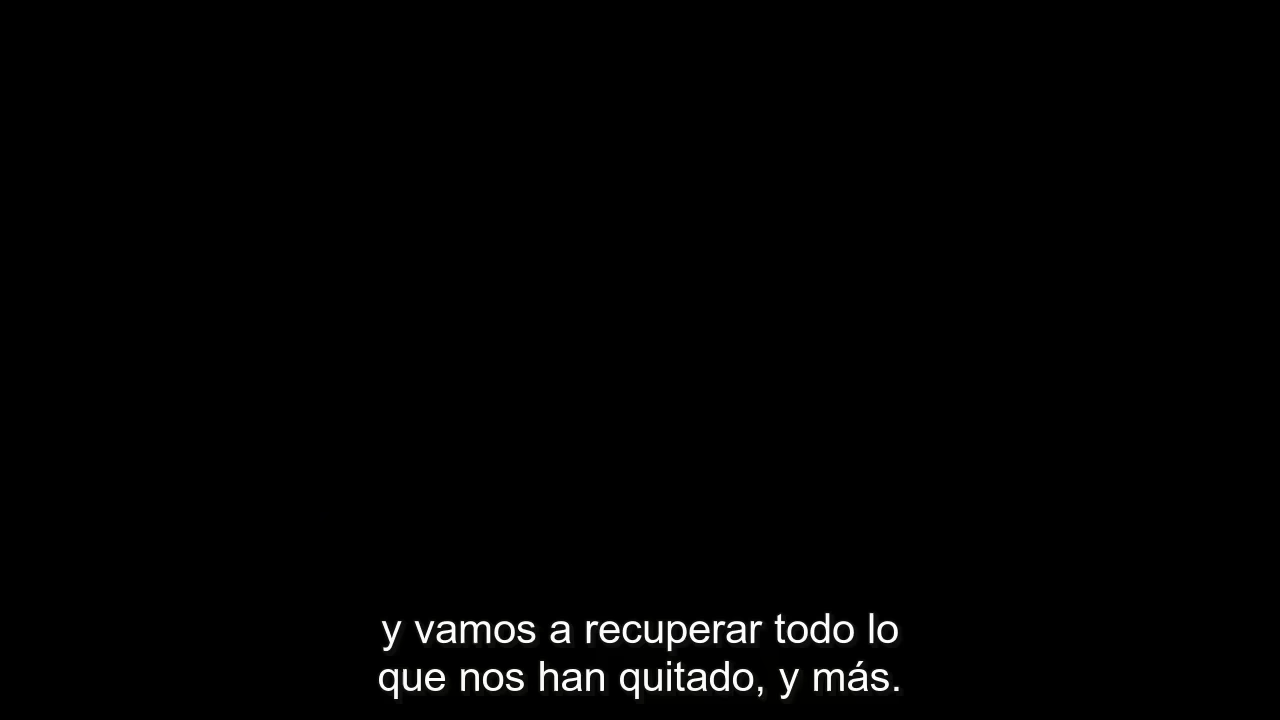 y vamos a recuperar todo lo
que nos han quitado, y más.